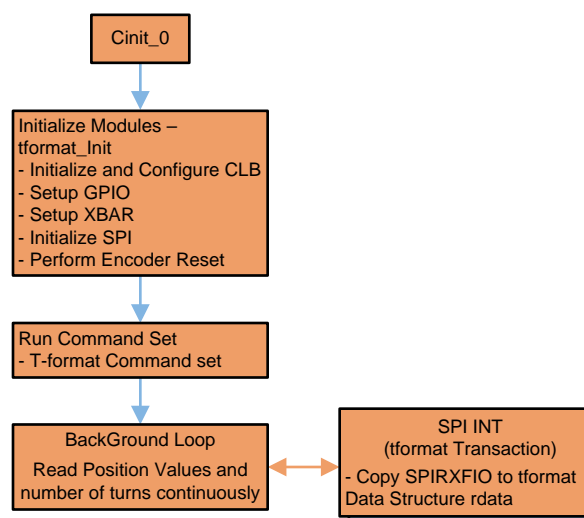 Cinit_0
Initialize Modules –
tformat_Init
- Initialize and Configure CLB
- Setup GPIO
- Setup XBAR
- Initialize SPI
- Perform Encoder Reset
Run Command Set
- T-format Command set
BackGround Loop
Read Position Values and
number of turns continuously
SPI INT
(tformat Transaction)
- Copy SPIRXFIO to tformat
Data Structure rdata